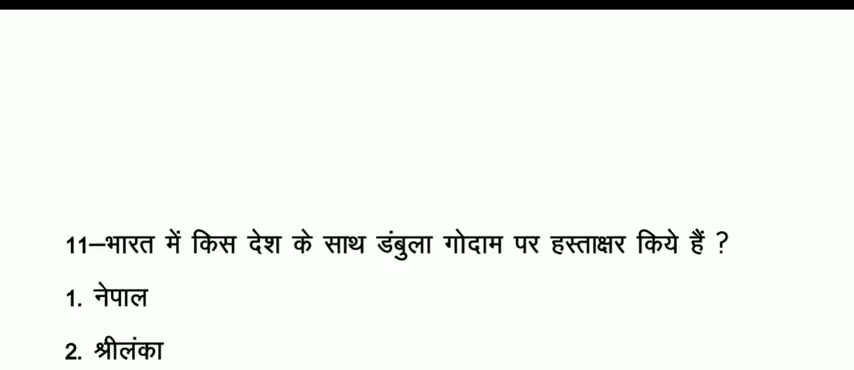 11–भारत में किस देश के साथ डंबुला गोदाम पर हस्ताक्षर किये हैं ?
1. नेपाल
2. श्रीलंका